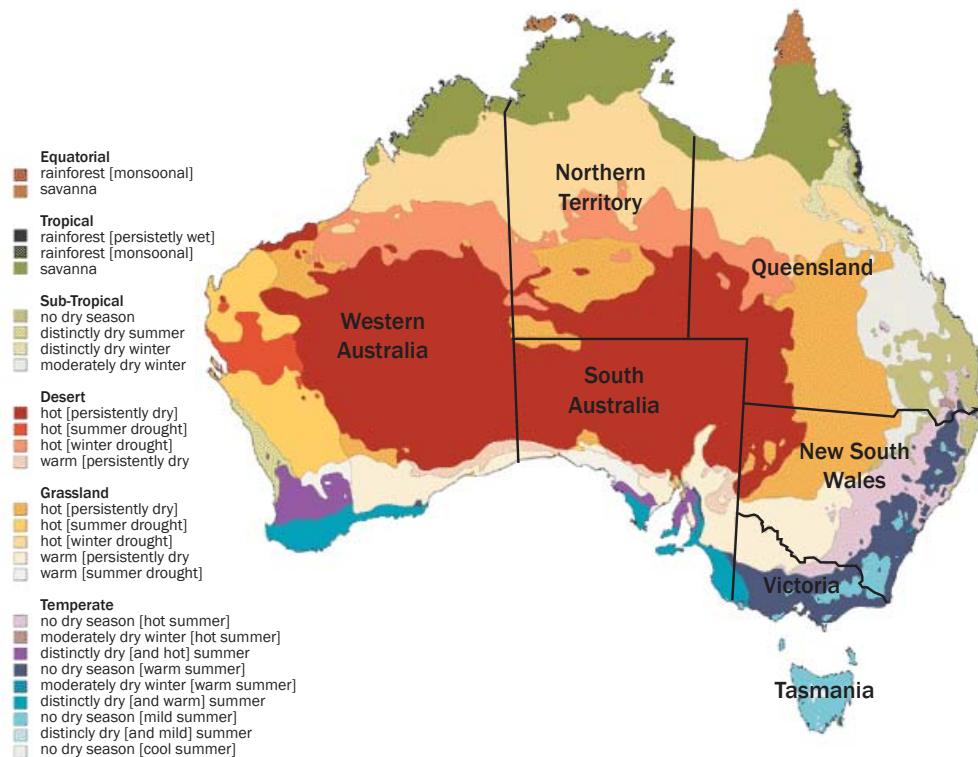 Equatorial
rainforest [monsoonal]
savanna
Tropical
rainforest [persistetly wet]
rainforest [monsoonal]
savanna
Sub-Tropical
no dry season
distinctly dry summer
distinctly dry winter
moderately dry winter
Desert
hot [persistently dry]
hot [summer drought]
hot [winter drought]
warm [persistently dry
Grassland
hot [persistently dry]
hot [summer drought]
hot [winter drought]
warm [persistently dry
warm [summer drought]
Temperate
no dry season [hot summer]
moderately dry winter [hot summer]
distinctly dry [and hot] summer
no dry season [warm summer]
moderately dry winter [warm summer]
distinctly dry [and warm] summer
no dry season [mild summer]
distincly dry [and mild] summer
no dry season [cool summer]
Northern
Territory
Queensland
Western
Australia
South
Australia
New South
Wales
Victoria
Tasmania